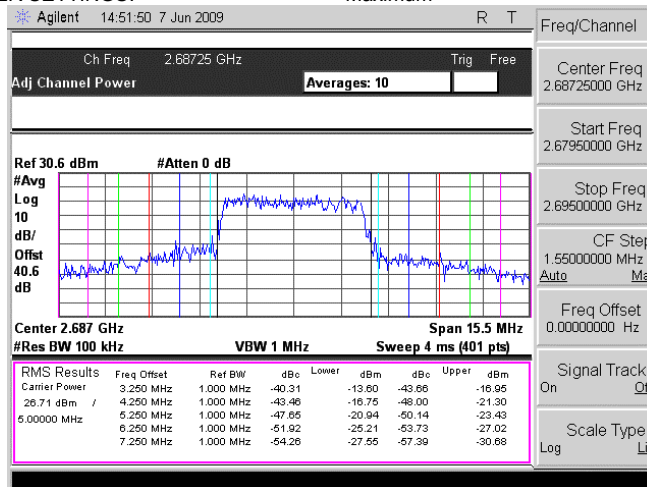 Agilent 14:51:50 7 Jun 2009 R T
Freq/Channel
Ch Freq 2.68725 GHz Trig Free
Adj Channel Power Averages: 10
Center Freq
2.68725000 GHz
Start Freq
2.67950000 GHz
Stop Freq
2.69500000 GHz
CF Step
1.55000000 MHz
Auto Ma
Freq Offset
0.00000000 Hz
Signal Track
On Of
Scale Type
Log Li
Ref 30.6 dBm #Atten 0 dB
#Avg
Log
10
dB/
Offst
40.6
dB
Center 2.687 GHz Span 15.5 MHz
#Res BW 100 kHz VBW 1 MHz Sweep 4 ms (401 pts)
RMS Results Freq Offset Ref BW dBc Lower dBm dBc Upper dBm
Carrier Power 3.250 MHz 1.000 MHz -40.31 -13.60 -43.66 -16.95
26.71 dBm / 4.250 MHz 1.000 MHz -43.46 -16.75 -48.00 -21.30
5.00000 MHz 5.250 MHz 1.000 MHz -47.65 -20.94 -50.14 -23.43
6.250 MHz 1.000 MHz -51.92 -25.21 -53.73 -27.02
7.250 MHz 1.000 MHz -54.26 -27.55 -57.39 -30.68